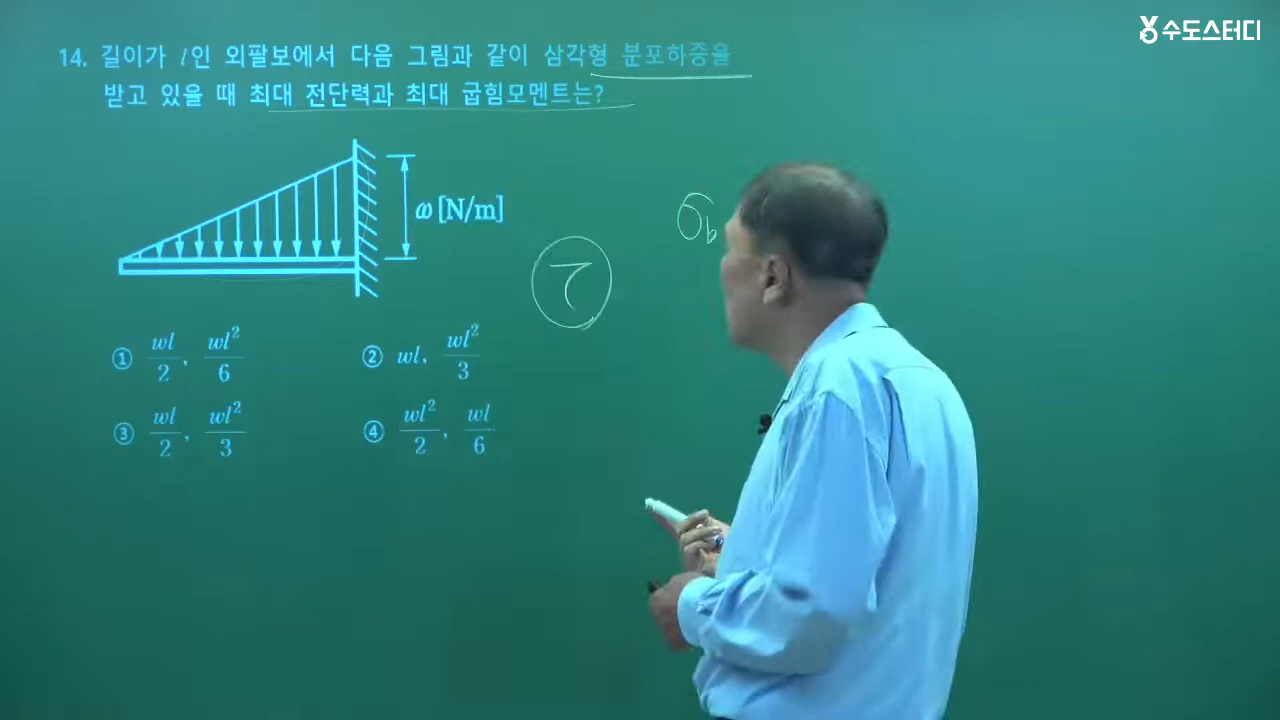 수도스터디
14. 길이가 l인 외팔보에서 다음 그림과 같이 삼각형 분포하중을
받고 있을 때 최대 전단력과 최대 굽힘모멘트는?
ω[N/m]
τ
σb
① wl/2, wl²/6
② wl, wl²/3
③ wl/2, wl²/3
④ wl²/2, wl/6